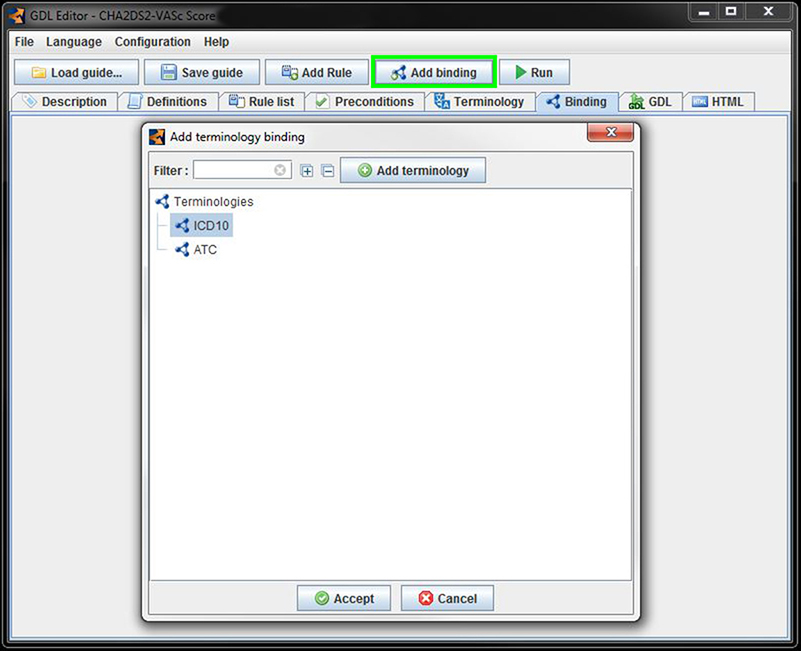 GDL Editor - CHA2DS2-VASc Score
File Language Configuration Help
Load guide... Save guide Add Rule Add binding Run
Description Definitions Rule list Preconditions Terminology Binding GDL HTML
Add terminology binding
Filter : Add terminology
Terminologies
ICD10
ATC
Accept Cancel